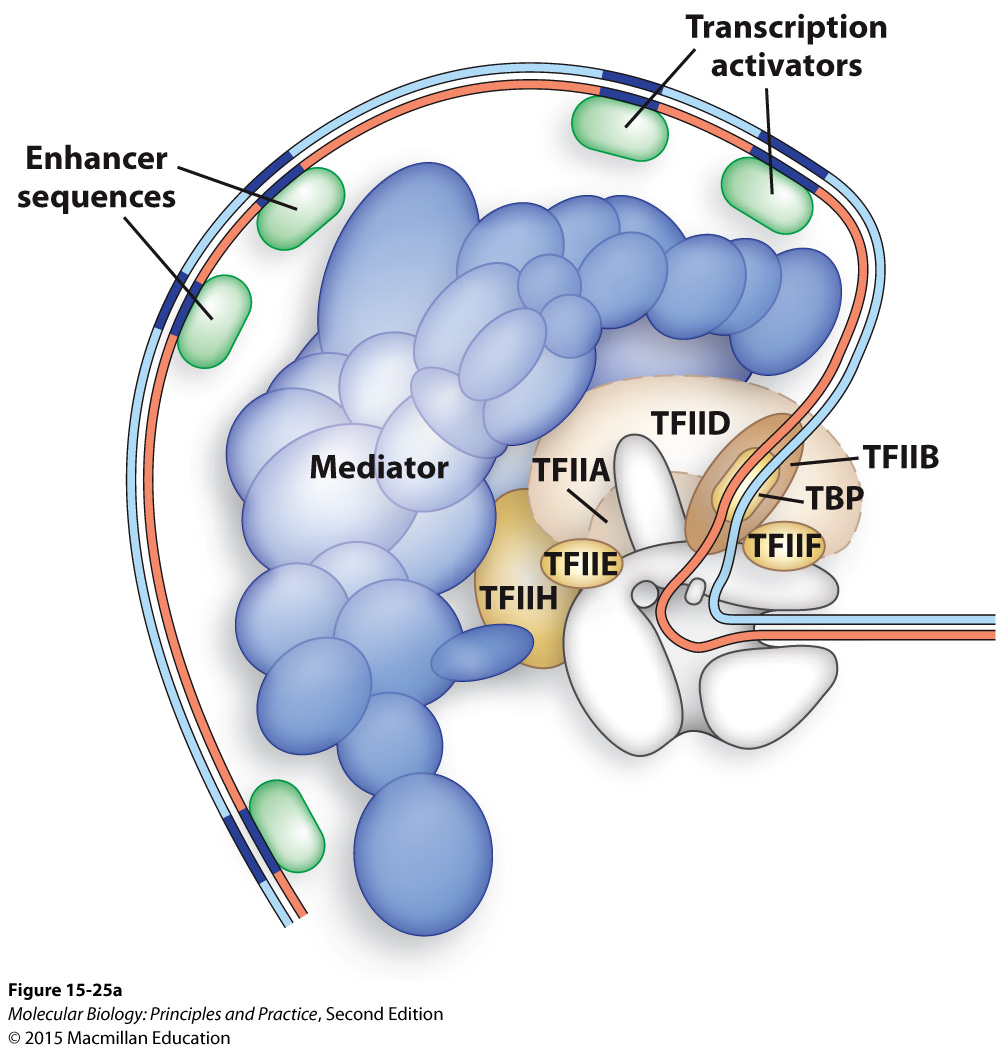 Transcription
activators
Enhancer
sequences
TFIID
TFIIB
Mediator
TFIIA
TBP
TFIIF
TFIIE
TFIIH
Figure 15-25a
Molecular Biology: Principles and Practice, Second Edition
© 2015 Macmillan Education